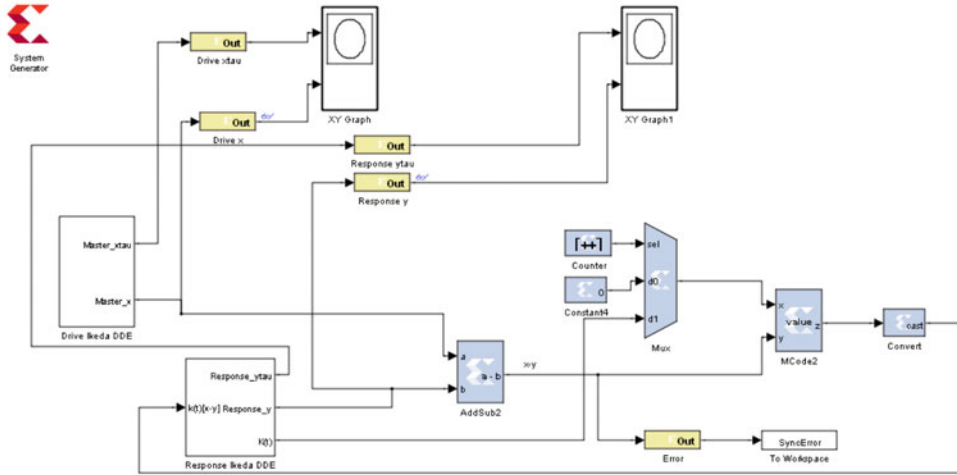 System
Generator
Out
Drive xtau
Out
Drive x
XY Graph
Out
Response ytau
Out
Response y
XY Graph1
Master_xtau
Master_x
Drive Ikeda DDE
Response_ytau
k(t)[x-y] Response_y
K(t)
Response Ikeda DDE
a
a - b
b
AddSub2
x-y
Counter
0
Constant4
sel
d0
d1
Mux
x
value
z
y
MCode2
cast
Convert
Out
Error
SyncError
To Workspace